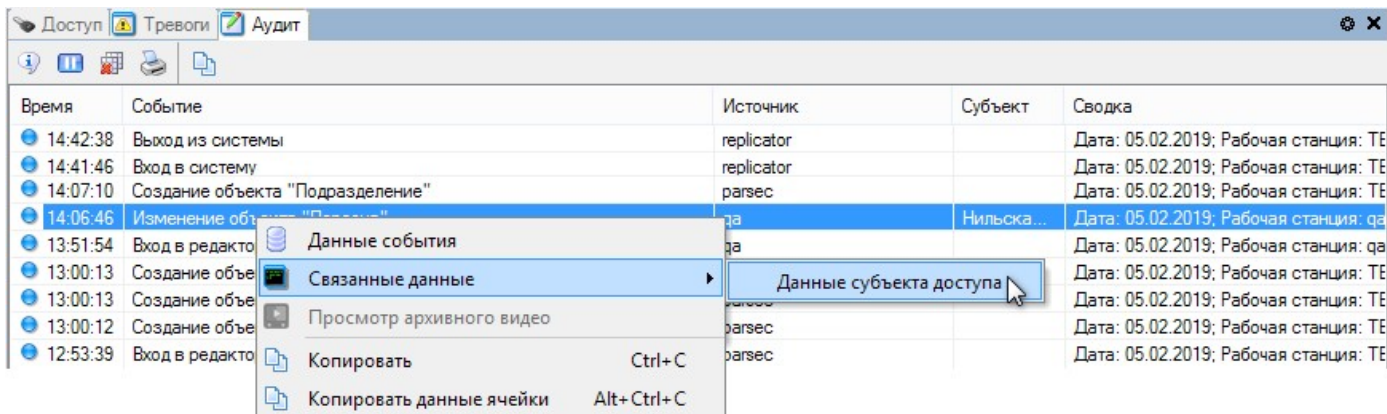 Доступ Тревоги Аудит
Время Событие Источник Субъект Сводка
14:42:38 Выход из системы replicator Дата: 05.02.2019; Рабочая станция: TE
14:41:46 Вход в систему replicator Дата: 05.02.2019; Рабочая станция: TE
14:07:10 Создание объекта "Подразделение" parsec Дата: 05.02.2019; Рабочая станция: TE
14:06:46 Изменение qa Нильска... Дата: 05.02.2019; Рабочая станция: qa
Данные события
13:51:54 Вход в редакто qa Дата: 05.02.2019; Рабочая станция: qa
13:00:13 Создание объе Дата: 05.02.2019; Рабочая станция: TE
Связанные данные Данные субъекта доступа
13:00:13 Создание объе Дата: 05.02.2019; Рабочая станция: TE
Просмотр архивного видео
13:00:12 Создание объе parsec Дата: 05.02.2019; Рабочая станция: TE
12:53:39 Вход в редакто parsec Дата: 05.02.2019; Рабочая станция: TE
Копировать Ctrl+C
Копировать данные ячейки Alt+Ctrl+C